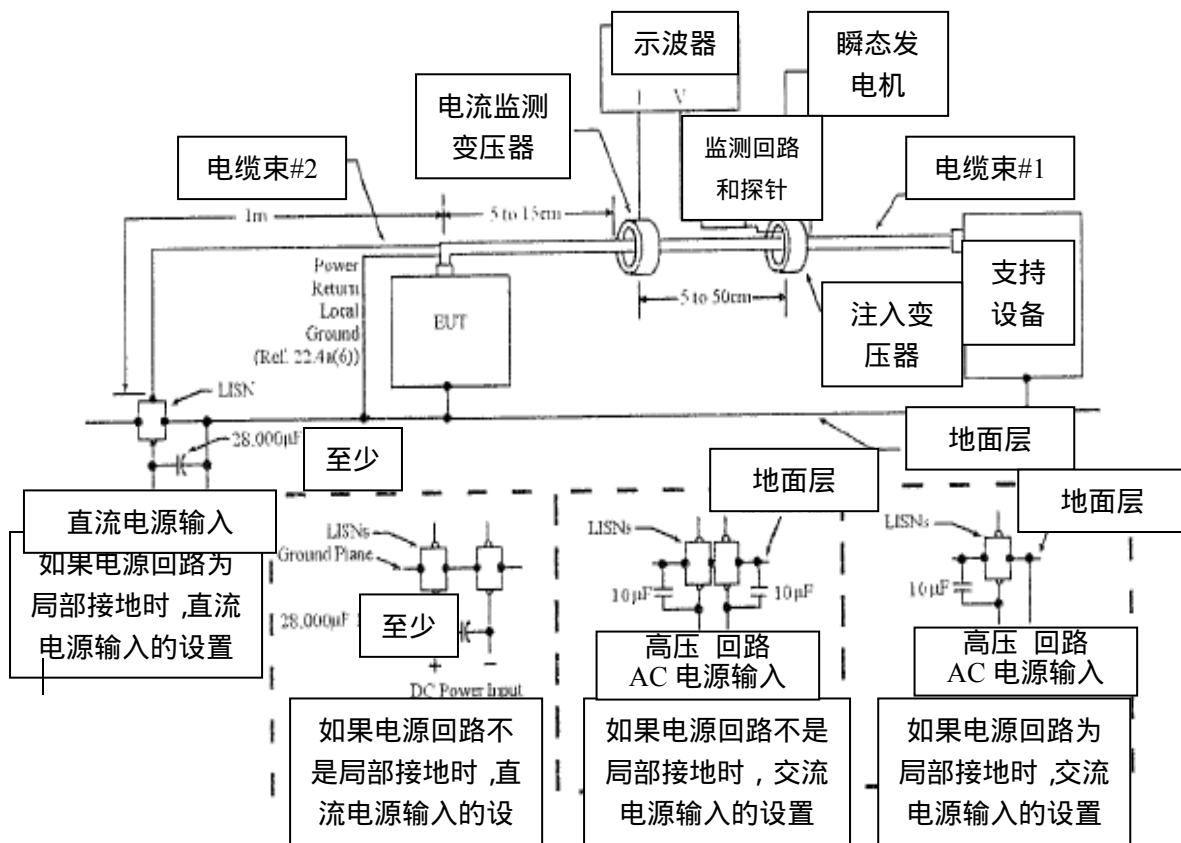 示波器
瞬态发
电机
I
V
电流监测
变压器
监测回路
和探针
电缆束#2
电缆束#1
1m
5 to 15cm
Power
Return
Local
Ground
(Ref. 22.4a(6))
EUT
5 to 50cm
支持
设备
注入变
压器
LISN
28,000μF
至少
地面层
地面层
地面层
直流电源输入
如果电源回路为
局部接地时,直流
电源输入的设置
LISNs
Ground Plane
28,000μF
至少
+
−
DC Power Input
如果电源回路不
是局部接地时,直
流电源输入的设
LISNs
10μF
10μF
高压 回路
AC 电源输入
如果电源回路不是
局部接地时,交流
电源输入的设置
LISNs
10μF
高压 回路
AC 电源输入
如果电源回路为
局部接地时,交流
电源输入的设置